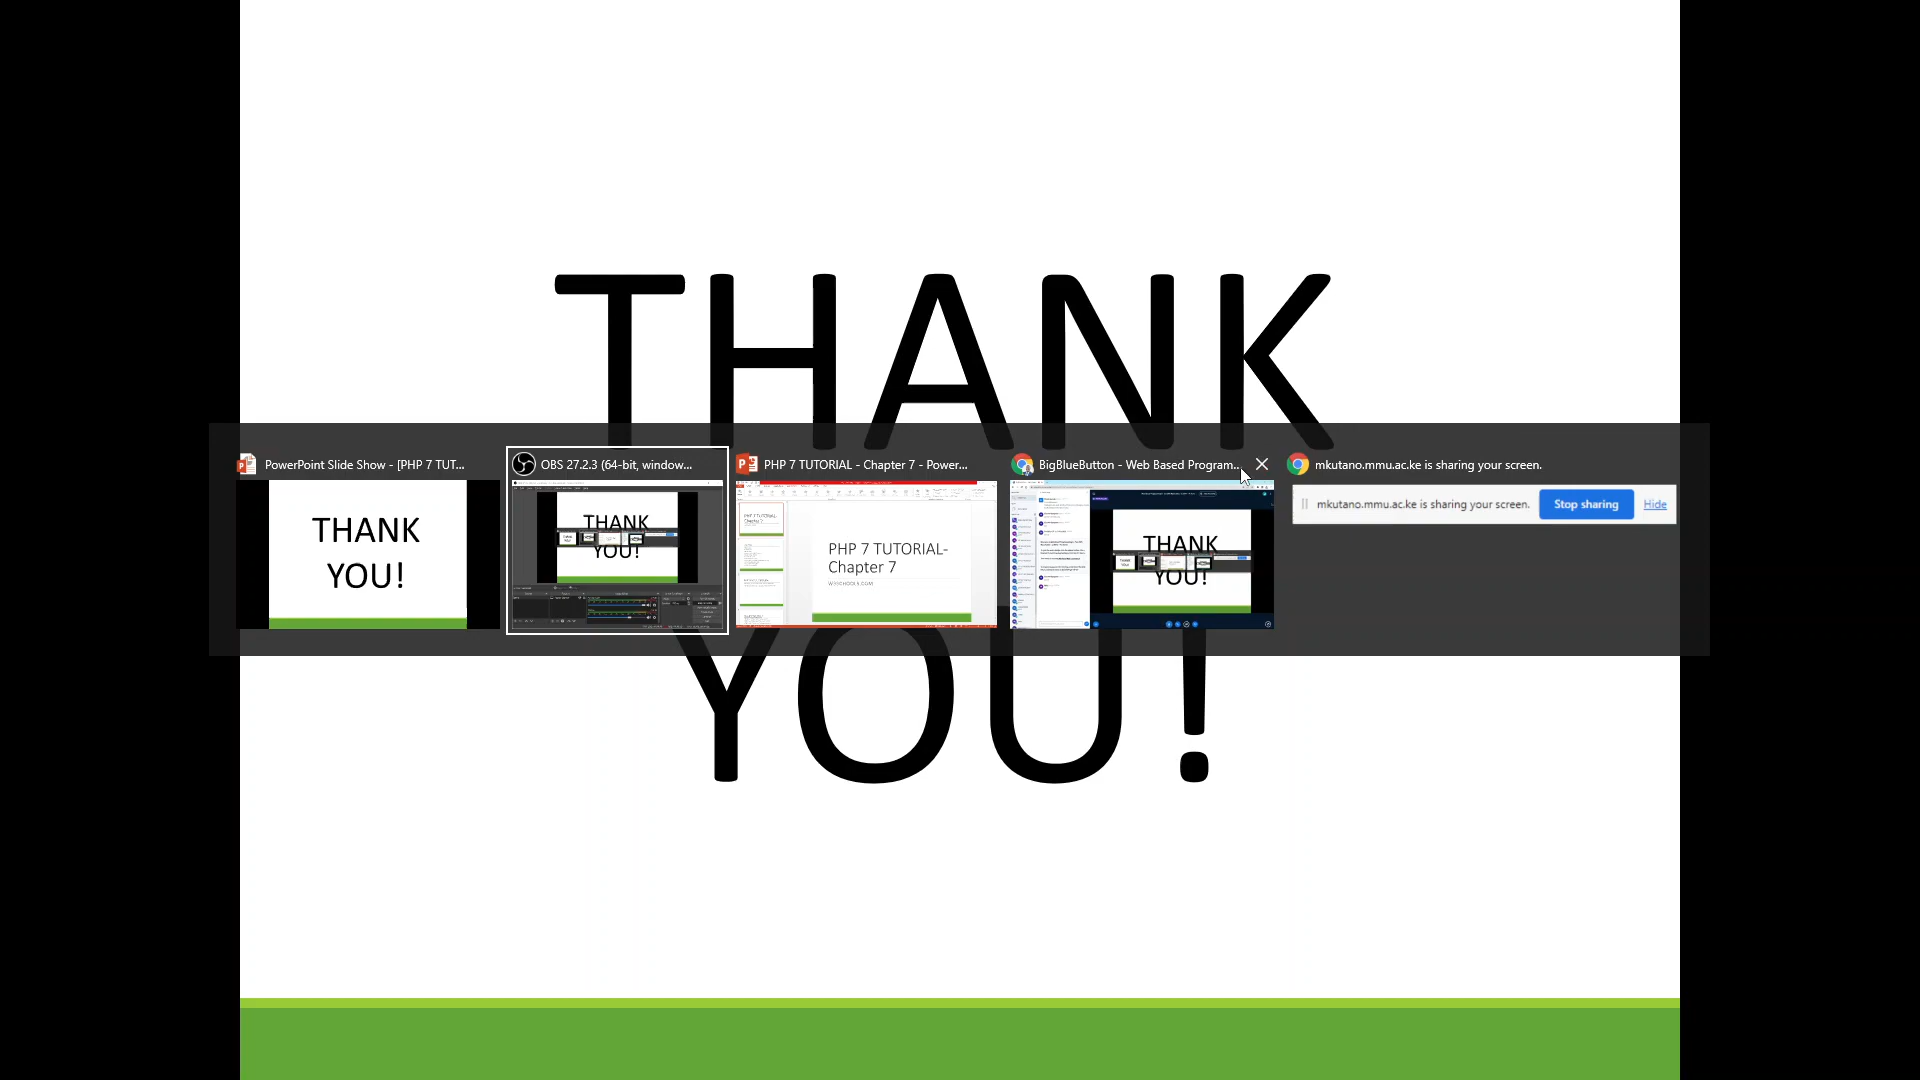 THANK
PowerPoint Slide Show - [PHP 7 TUT...
OBS 27.2.3 (64-bit, window...
PHP 7 TUTORIAL - Chapter 7 - Power...
BigBlueButton - Web Based Program...
mkutano.mmu.ac.ke is sharing your screen.
THANK
YOU!
THANK
YOU!
PHP 7 TUTORIAL-
Chapter 7
THANK
YOU!
mkutano.mmu.ac.ke is sharing your screen.
Stop sharing
Hide
YOU!